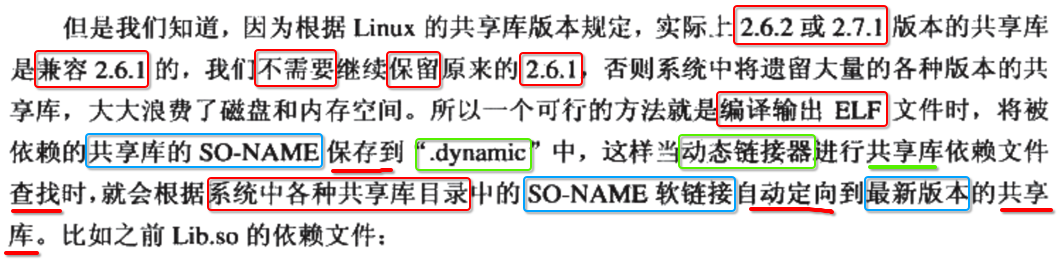 但是我们知道，因为根据 Linux 的共享库版本规定，实际上 2.6.2 或 2.7.1 版本的共享库
是兼容 2.6.1 的，我们不需要继续保留原来的 2.6.1，否则系统中将遗留大量的各种版本的共
享库，大大浪费了磁盘和内存空间。所以一个可行的方法就是编译输出 ELF 文件时，将被
依赖的共享库的 SO-NAME 保存到“.dynamic”中，这样当动态链接器进行共享库依赖文件
查找时，就会根据系统中各种共享库目录中的 SO-NAME 软链接自动定向到最新版本的共享
库。比如之前 Lib.so 的依赖文件：